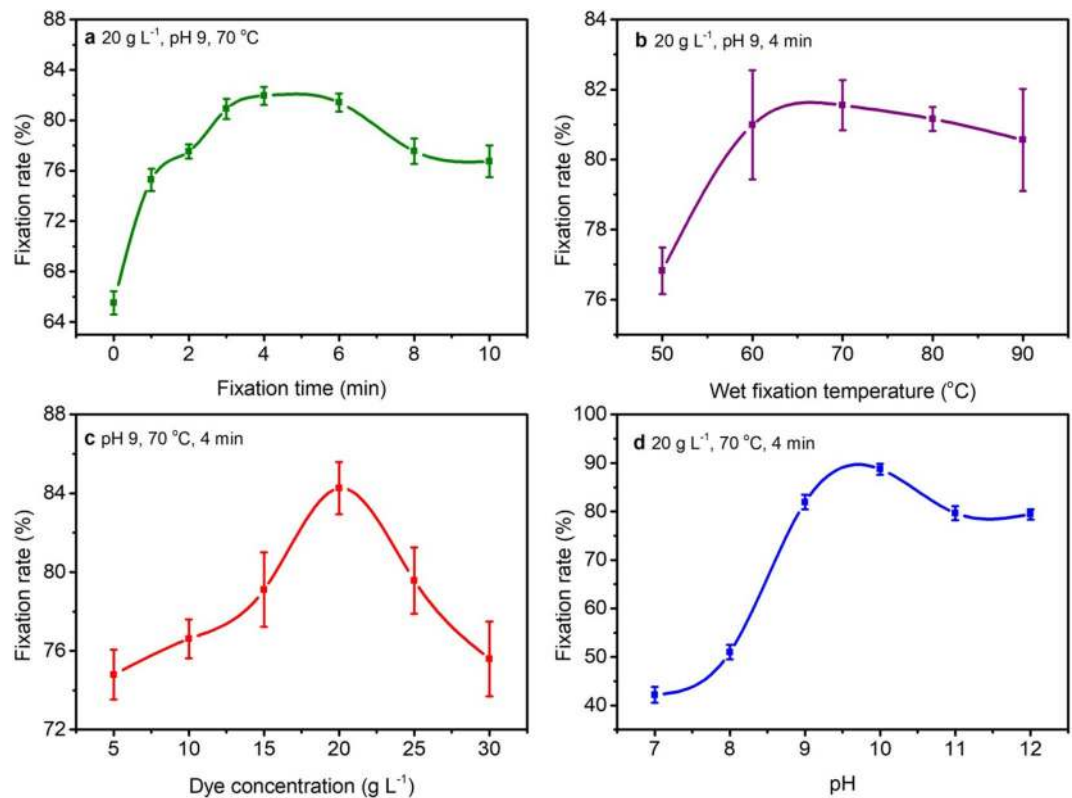 a 20 g L⁻¹, pH 9, 70 °C
88
84
80
76
72
68
64
Fixation rate (%)
0 2 4 6 8 10
Fixation time (min)
b 20 g L⁻¹, pH 9, 4 min
84
82
80
78
76
Fixation rate (%)
50 60 70 80 90
Wet fixation temperature (°C)
c pH 9, 70 °C, 4 min
88
84
80
76
72
Fixation rate (%)
5 10 15 20 25 30
Dye concentration (g L⁻¹)
d 20 g L⁻¹, 70 °C, 4 min
100
90
80
70
60
50
40
Fixation rate (%)
7 8 9 10 11 12
pH